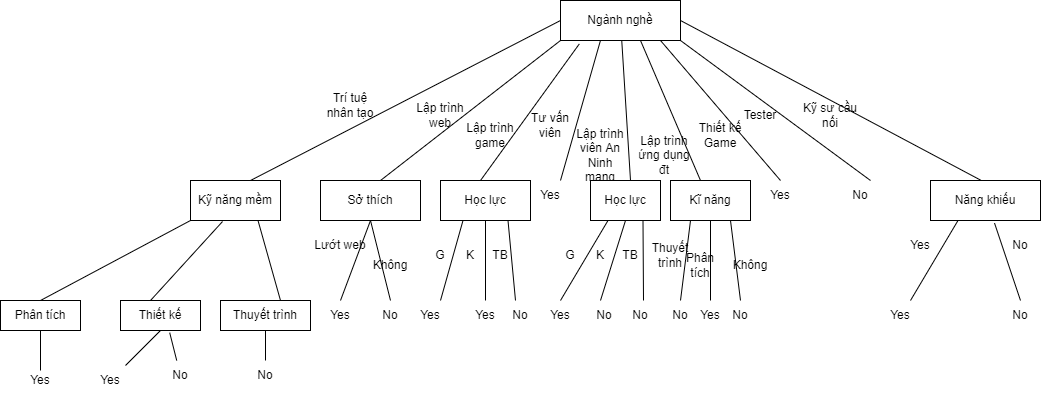 Ngành nghề
Trí tuệ
nhân tạo
Lập trình
web
Lập trình
game
Tư vấn
viên
Lập trình
viên An
Ninh
mạng
Lập trình
ứng dụng
đt
Thiết kế
Game
Tester
Kỹ sư cầu
nối
Kỹ năng mềm
Sở thích
Học lực
Yes
Học lực
Kĩ năng
Yes
No
Năng khiếu
Lướt web
Không
G
K
TB
G
K
TB
Thuyết
trình
Phân
tích
Không
Yes
No
Phân tích
Thiết kế
Thuyết trình
Yes
No
Yes
Yes
No
Yes
No
No
No
Yes
No
Yes
No
Yes
Yes
No
No